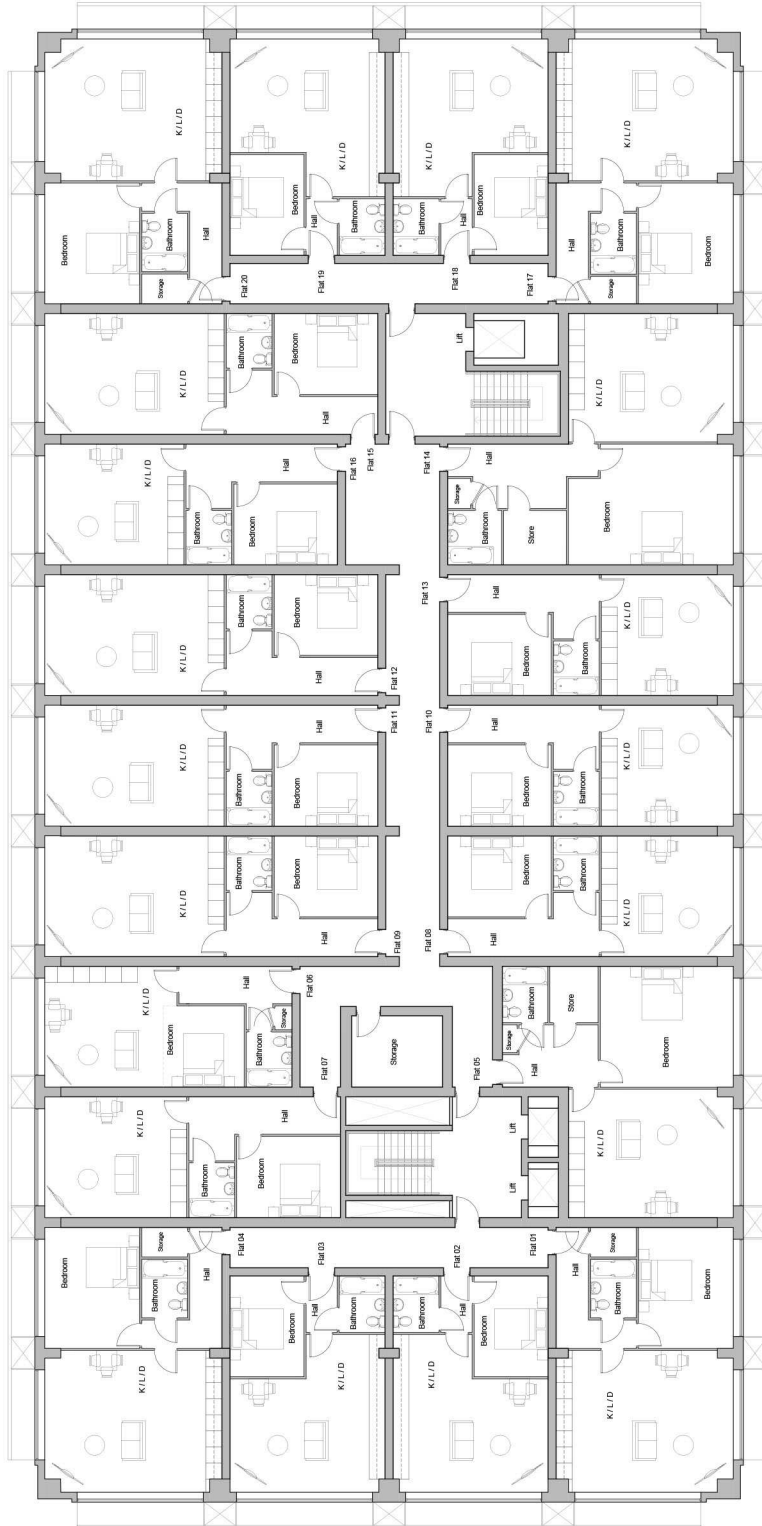 K / L / D
Bedroom
Bathroom
Hall
Storage
Flat 20
K / L / D
Bedroom
Hall
Bathroom
Flat 19
K / L / D
Bathroom
Hall
Bedroom
Flat 18
K / L / D
Hall
Bathroom
Storage
Bedroom
Flat 17
K / L / D
Bathroom
Bedroom
Hall
Flat 15
Lift
K / L / D
Bathroom
Bedroom
Hall
Flat 16
K / L / D
Hall
Storage
Bathroom
Store
Bedroom
Flat 14
K / L / D
Bathroom
Bedroom
Hall
Flat 12
Hall
Bedroom
Bathroom
K / L / D
Flat 13
K / L / D
Bathroom
Bedroom
Hall
Flat 11
Hall
Bedroom
Bathroom
K / L / D
Flat 10
K / L / D
Bathroom
Bedroom
Hall
Flat 09
Hall
Bedroom
Bathroom
K / L / D
Flat 08
K / L / D
Bedroom
Hall
Bathroom
Storage
Flat 06
Storage
Bathroom
Store
Storage
Hall
Bedroom
K / L / D
Flat 05
K / L / D
Bathroom
Bedroom
Hall
Flat 07
Lift
Lift
Bedroom
Storage
Bathroom
Hall
K / L / D
Flat 04
Bedroom
Hall
Bathroom
K / L / D
Flat 03
Bathroom
Hall
Bedroom
K / L / D
Flat 02
Hall
Storage
Bathroom
Bedroom
K / L / D
Flat 01